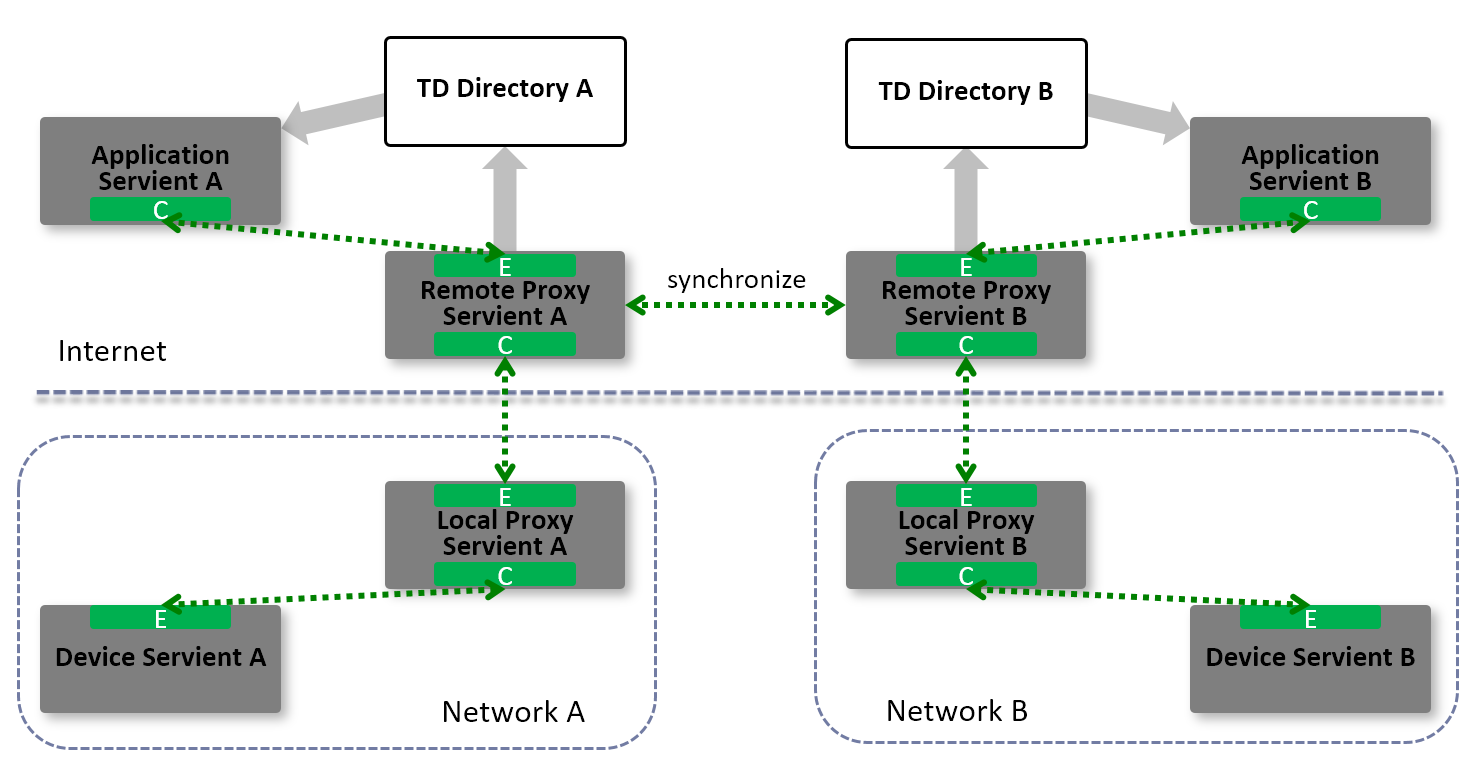 TD Directory A
TD Directory B
Application
Servient A
C
Application
Servient B
C
E
Remote Proxy
Servient A
C
synchronize
E
Remote Proxy
Servient B
C
Internet
E
Local Proxy
Servient A
C
E
Local Proxy
Servient B
C
E
Device Servient A
E
Device Servient B
Network A
Network B